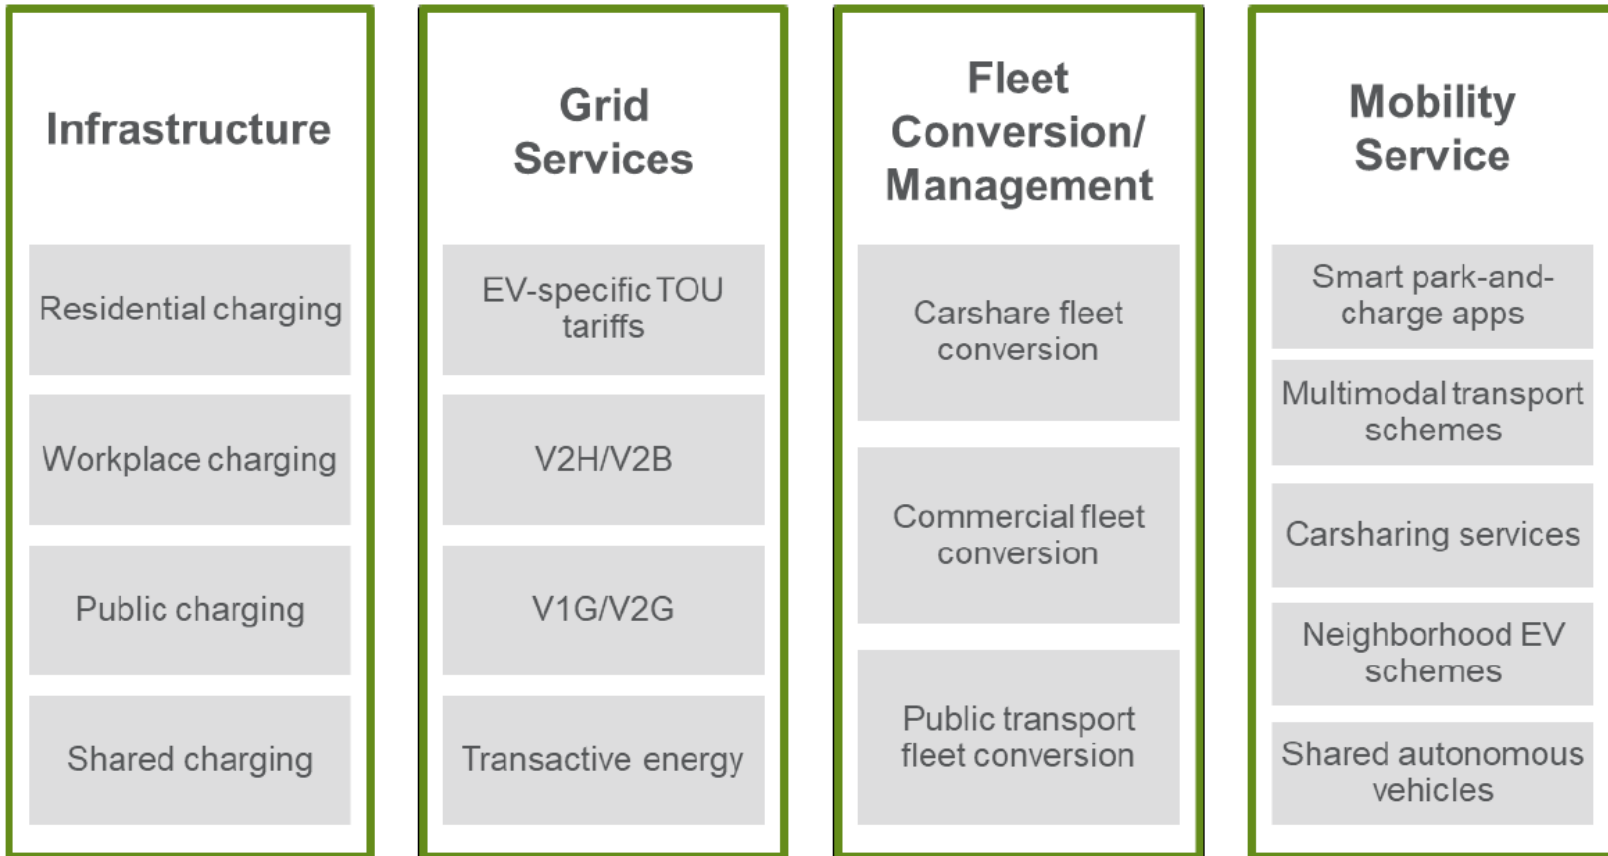 Infrastructure
Residential charging
Workplace charging
Public charging
Shared charging
Grid
Services
EV-specific TOU
tariffs
V2H/V2B
V1G/V2G
Transactive energy
Fleet
Conversion/
Management
Carshare fleet
conversion
Commercial fleet
conversion
Public transport
fleet conversion
Mobility
Service
Smart park-and-
charge apps
Multimodal transport
schemes
Carsharing services
Neighborhood EV
schemes
Shared autonomous
vehicles